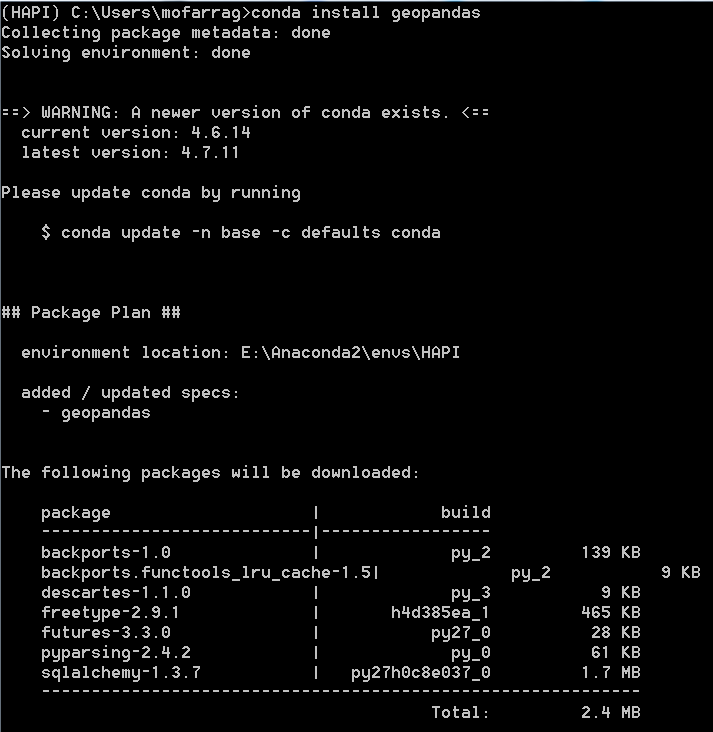 (HAPI) C:\Users\mofarrag>conda install geopandas
Collecting package metadata: done
Solving environment: done
==> WARNING: A newer version of conda exists. <==
  current version: 4.6.14
  latest version: 4.7.11
Please update conda by running
    $ conda update -n base -c defaults conda
## Package Plan ##
  environment location: E:\Anaconda2\envs\HAPI
  added / updated specs:
    - geopandas
The following packages will be downloaded:
    package                    |            build
    ---------------------------|-----------------
    backports-1.0              |             py_2         139 KB
    backports.functools_lru_cache-1.5|             py_2           9 KB
    descartes-1.1.0            |             py_3           9 KB
    freetype-2.9.1             |       h4d385ea_1         465 KB
    futures-3.3.0              |           py27_0          28 KB
    pyparsing-2.4.2            |             py_0          61 KB
    sqlalchemy-1.3.7           |   py27h0c8e037_0         1.7 MB
    ------------------------------------------------------------
                                           Total:         2.4 MB